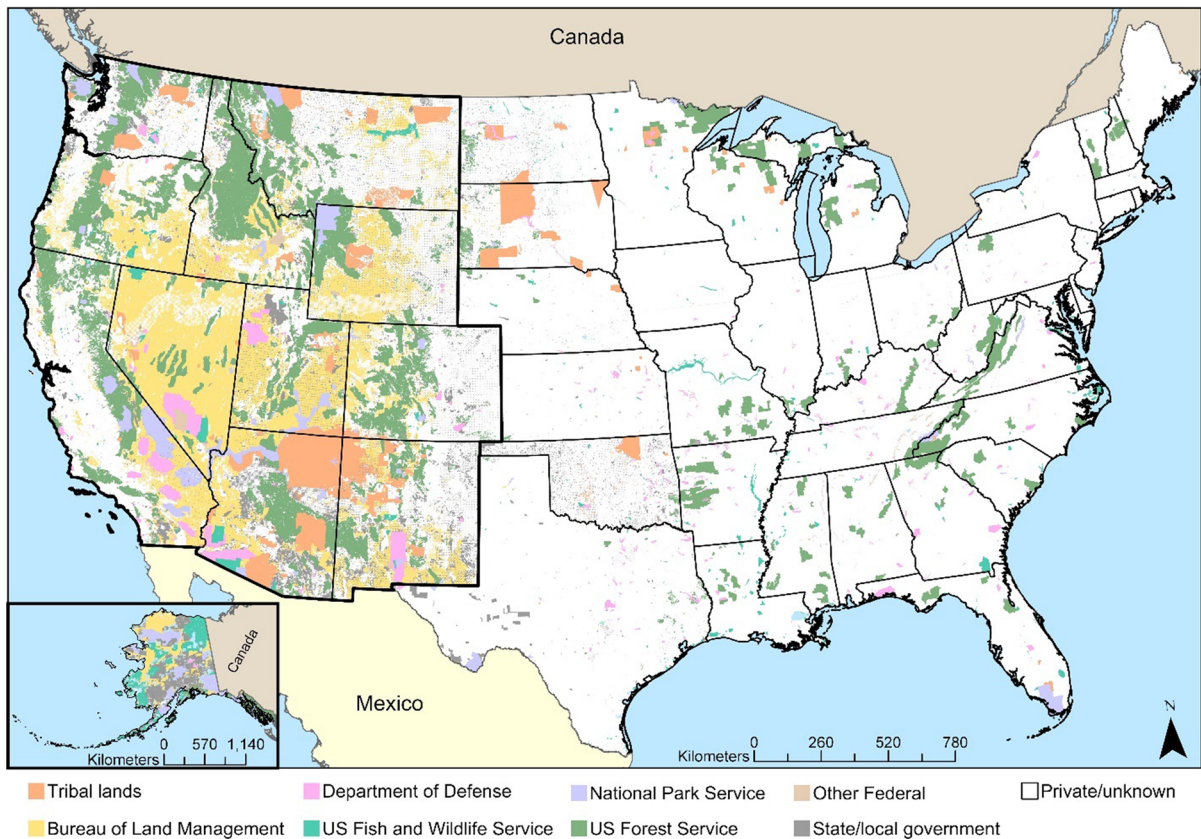 Canada
Canada
Mexico
N
0 570 1,140
Kilometers
0 260 520 780
Kilometers
Tribal lands Department of Defense National Park Service Other Federal Private/unknown
Bureau of Land Management US Fish and Wildlife Service US Forest Service State/local government